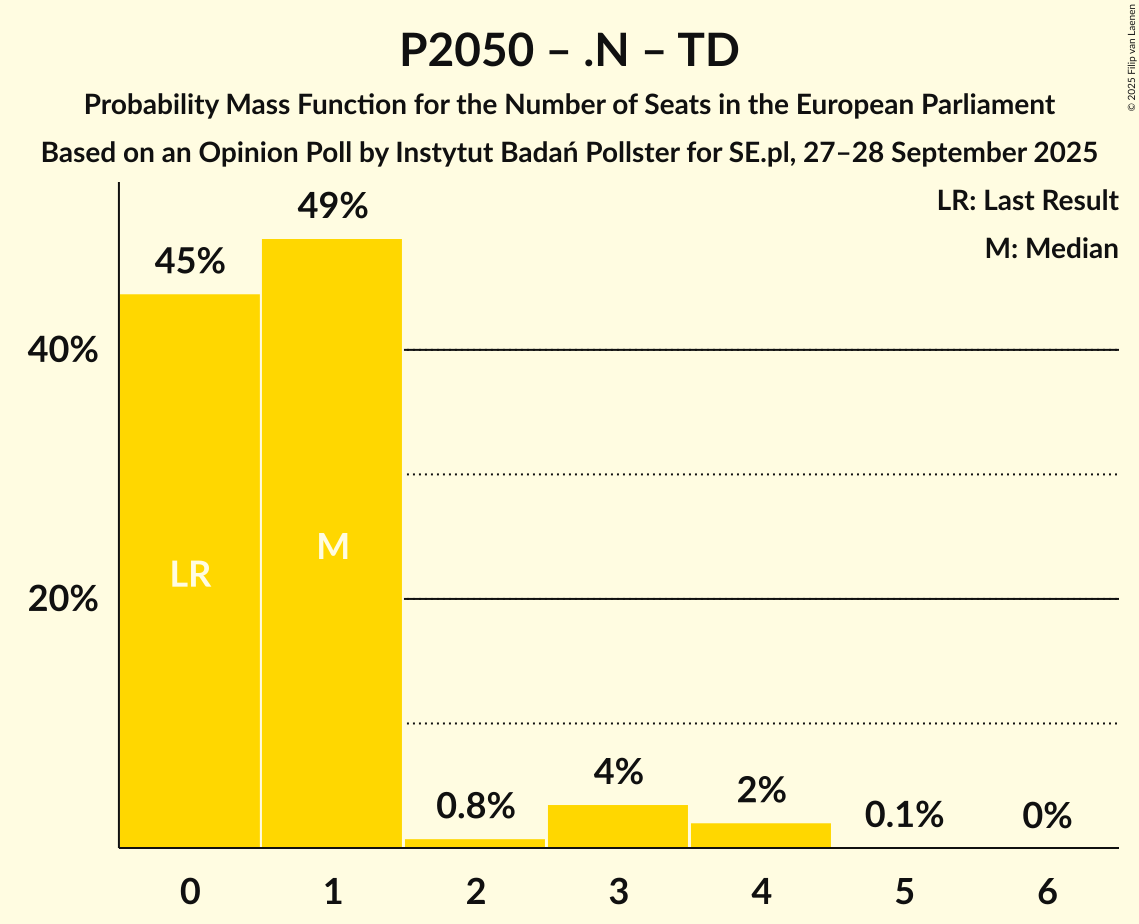 P2050 – .N – TD
Probability Mass Function for the Number of Seats in the European Parliament
Based on an Opinion Poll by Instytut Badań Pollster for SE.pl, 27–28 September 2025
© 2025 Filip van Laenen
LR: Last Result
M: Median
49%
45%
40%
M
LR
20%
4%
2%
0.8%
0.1%
0%
0 1 2 3 4 5 6